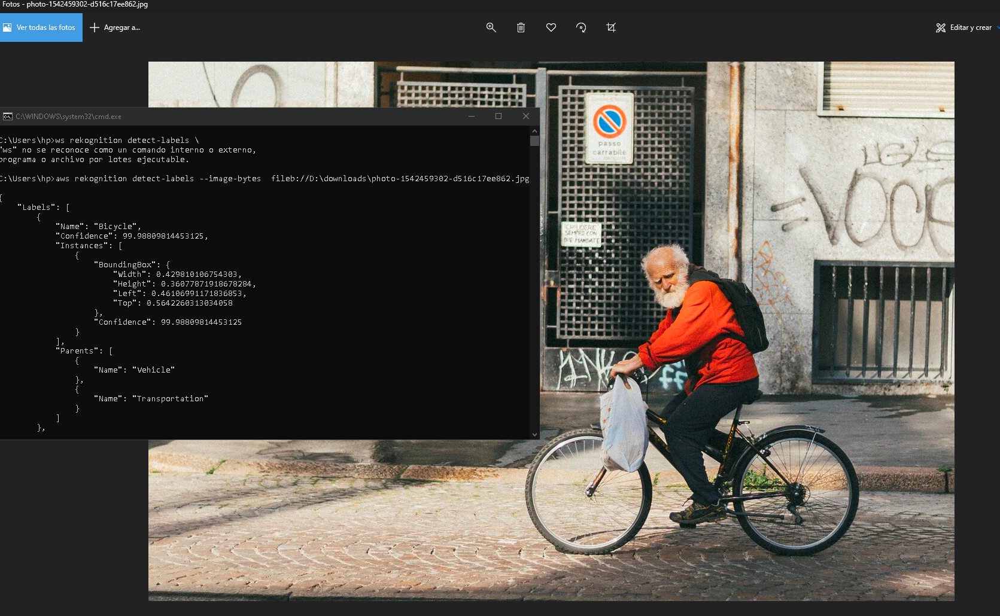 Fotos - photo-1542459302-d516c17ee862.jpg
Ver todas las fotos
Agregar a...
Editar y crear
C:\WINDOWS\system32\cmd.exe
C:\Users\hp>ws rekognition detect-labels \
"ws" no se reconoce como un comando interno o externo,
programa o archivo por lotes ejecutable.
C:\Users\hp>aws rekognition detect-labels --image-bytes  fileb://D:\downloads\photo-1542459302-d516c17ee862.jpg
{
    "Labels": [
        {
            "Name": "Bicycle",
            "Confidence": 99.98809814453125,
            "Instances": [
                {
                    "BoundingBox": {
                        "Width": 0.429810106754303,
                        "Height": 0.36077871918678284,
                        "Left": 0.46106991171836853,
                        "Top": 0.5642260313034058
                    },
                    "Confidence": 99.98809814453125
                }
            ],
            "Parents": [
                {
                    "Name": "Vehicle"
                },
                {
                    "Name": "Transportation"
                }
            ]
        },
passo
carrabile
CHIUDERE
SEMPRE CON
DUE MANDATE